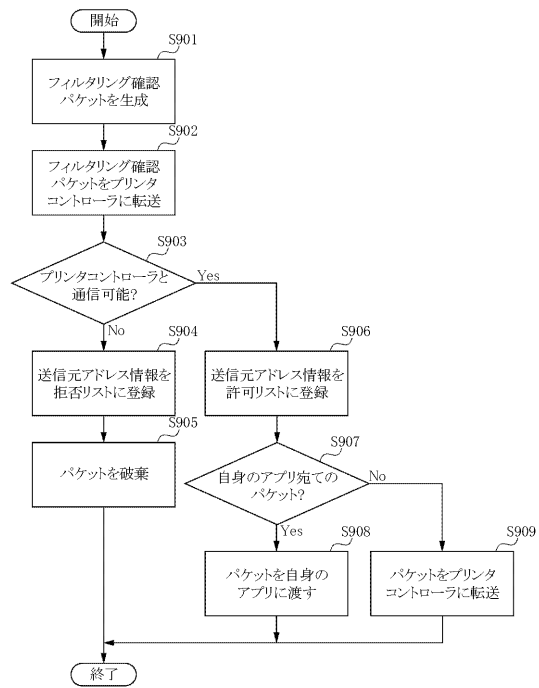 開始
S901
フィルタリング確認
パケットを生成
S902
フィルタリング確認
パケットをプリンタ
コントローラに転送
S903
プリンタコントローラと
通信可能?
Yes
No
S904
送信元アドレス情報を
拒否リストに登録
S905
パケットを破棄
S906
送信元アドレス情報を
許可リストに登録
S907
自身のアプリ宛ての
パケット?
No
Yes
S908
パケットを自身の
アプリに渡す
S909
パケットをプリンタ
コントローラに転送
終了